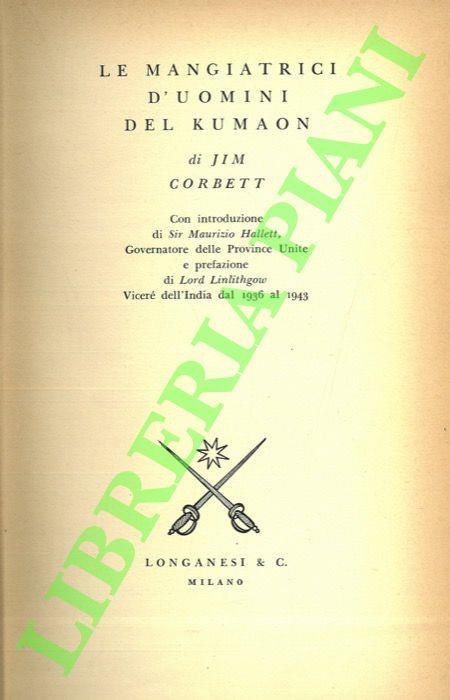 LE MANGIATRICI
D'UOMINI
DEL KUMAON
di JIM
CORBETT
Con introduzione
di Sir Maurizio Hallett,
Governatore delle Province Unite
e prefazione
di Lord Linlithgow
Viceré dell'India dal 1936 al 1943
LONGANESI & C.
MILANO
LIBRERIA PIANI